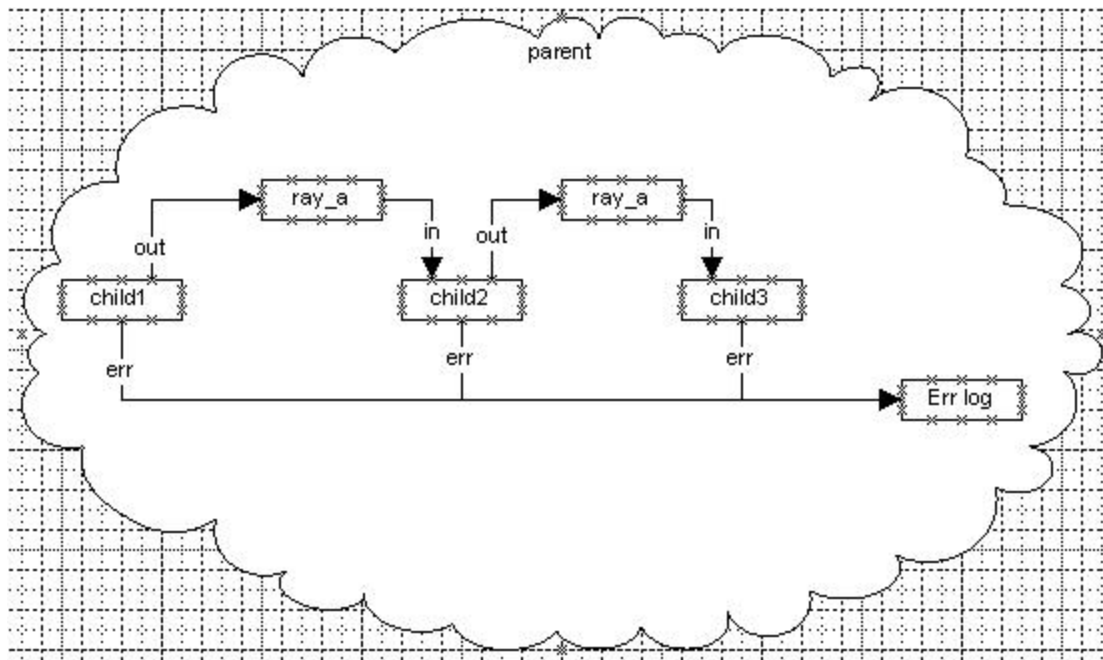 parent
ray_a
ray_a
out
in
out
in
child1
child2
child3
err
err
err
Err log